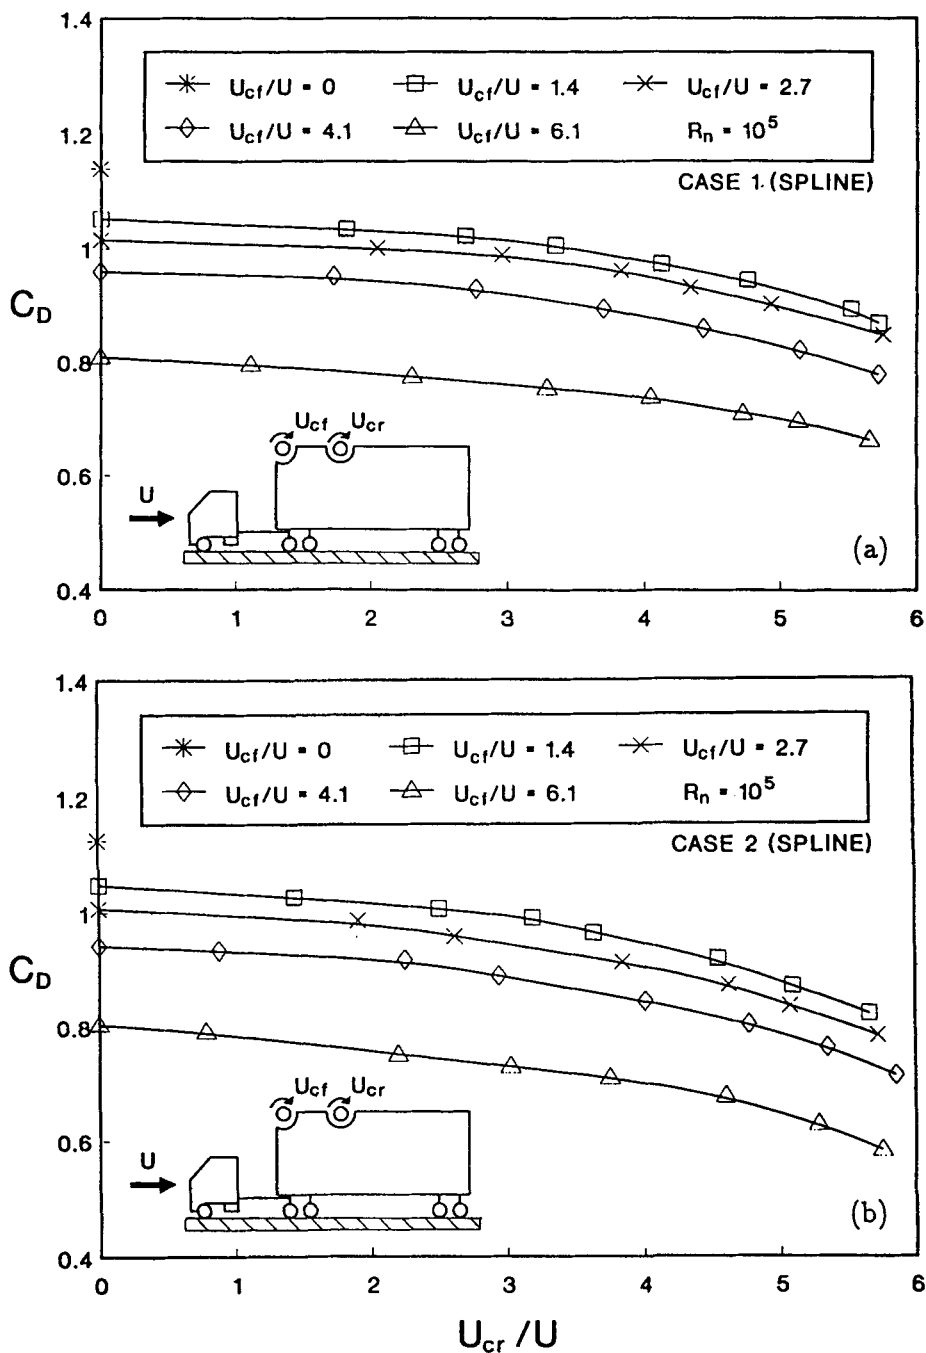 1.4
U_cf/U = 0 U_cf/U = 1.4 U_cf/U = 2.7
U_cf/U = 4.1 U_cf/U = 6.1 R_n = 10^5
1.2
CASE 1 (SPLINE)
1
C_D
0.8
U_cf U_cr
0.6
U
(a)
0.4
0 1 2 3 4 5 6
1.4
U_cf/U = 0 U_cf/U = 1.4 U_cf/U = 2.7
U_cf/U = 4.1 U_cf/U = 6.1 R_n = 10^5
1.2
CASE 2 (SPLINE)
1
C_D
0.8
U_cf U_cr
0.6
U
(b)
0.4
0 1 2 3 4 5 6
U_cr/U